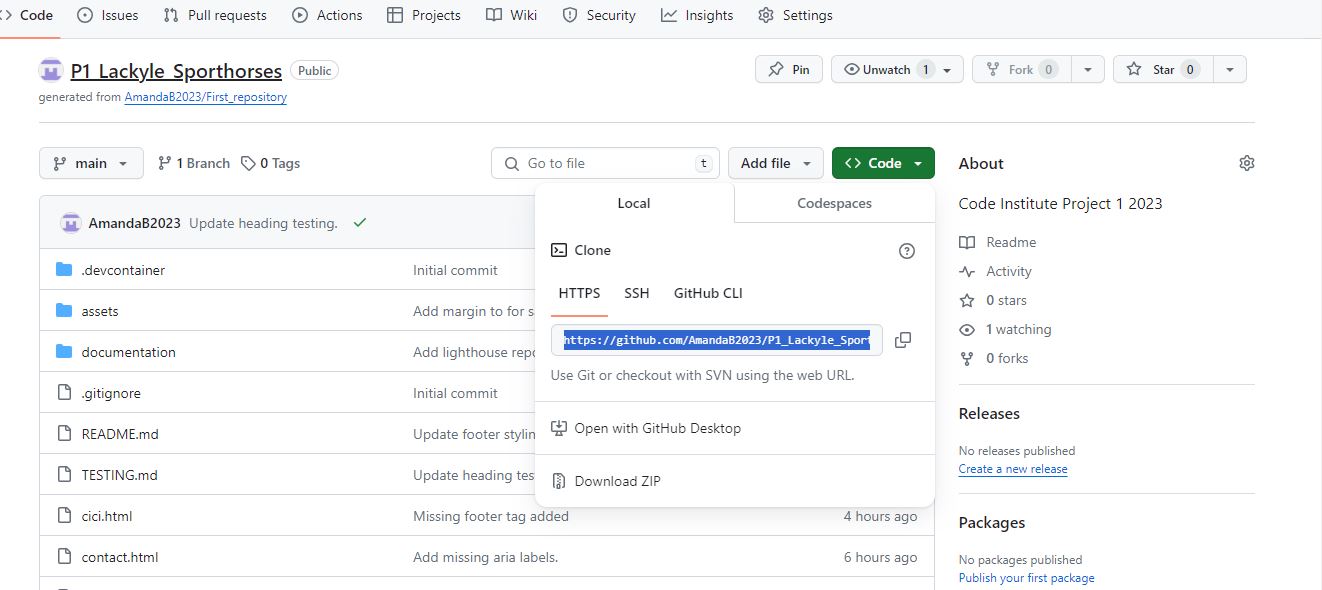 Code Issues Pull requests Actions Projects Wiki Security Insights Settings
P1_Lackyle_Sporthorses Public
Pin Unwatch 1 Fork 0 Star 0
generated from AmandaB2023/First_repository
main 1 Branch 0 Tags Go to file t Add file <> Code
AmandaB2023 Update heading testing.
.devcontainer Initial commit
assets Add margin to for s
documentation Add lighthouse repo
.gitignore Initial commit
README.md Update footer stylin
TESTING.md Update heading tes
cici.html Missing footer tag added 4 hours ago
contact.html Add missing aria labels. 6 hours ago
Local Codespaces
Clone
HTTPS SSH GitHub CLI
https://github.com/AmandaB2023/P1_Lackyle_Sport
Use Git or checkout with SVN using the web URL.
Open with GitHub Desktop
Download ZIP
About
Code Institute Project 1 2023
Readme
Activity
0 stars
1 watching
0 forks
Releases
No releases published
Create a new release
Packages
No packages published
Publish your first package